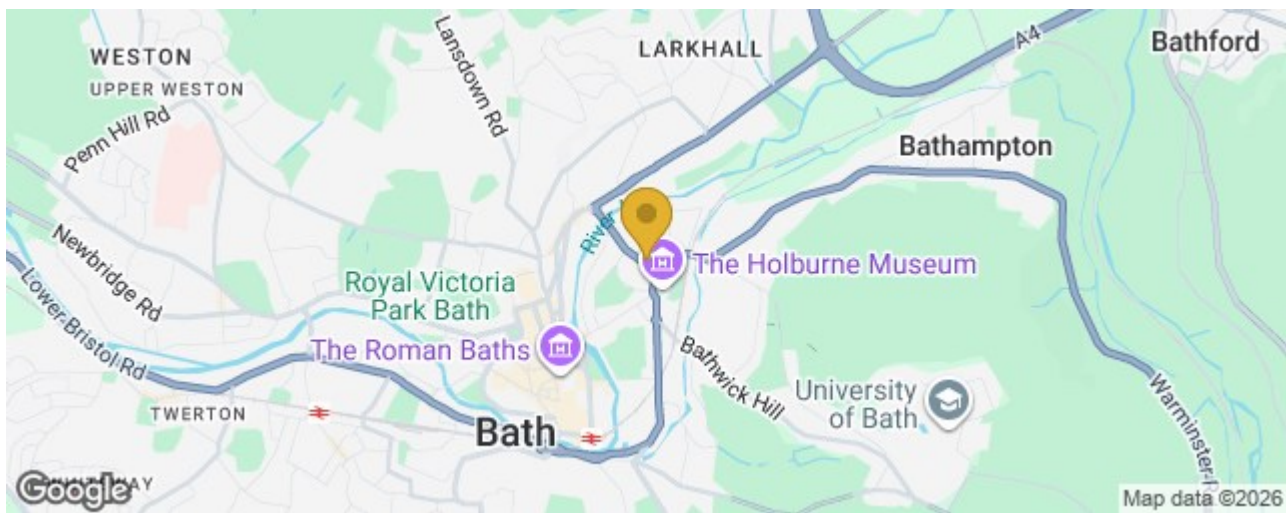 WESTON
UPPER WESTON
Lansdown Rd
LARKHALL
A4
Bathford
Penn Hill Rd
Bathampton
River
Newbridge Rd
Lower Bristol Rd
Royal Victoria
Park Bath
The Holburne Museum
The Roman Baths
Bathwick Hill
University
of Bath
Warminster R
TWERTON
Bath
Google
Map data ©2026